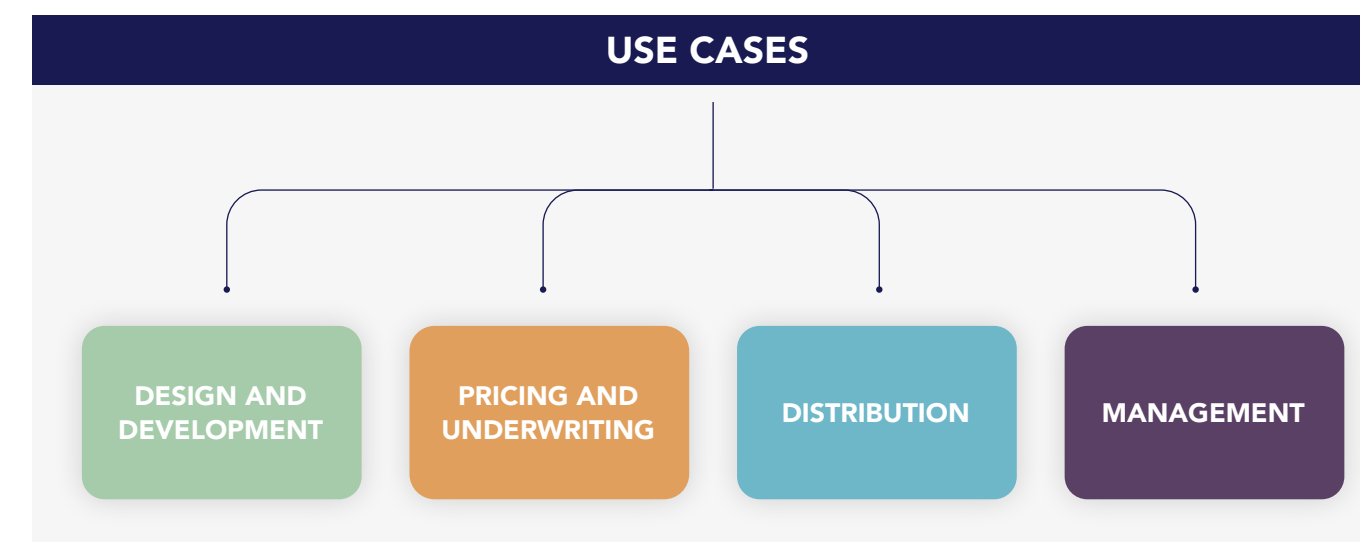 USE CASES
DESIGN AND
DEVELOPMENT
PRICING AND
UNDERWRITING
DISTRIBUTION
MANAGEMENT